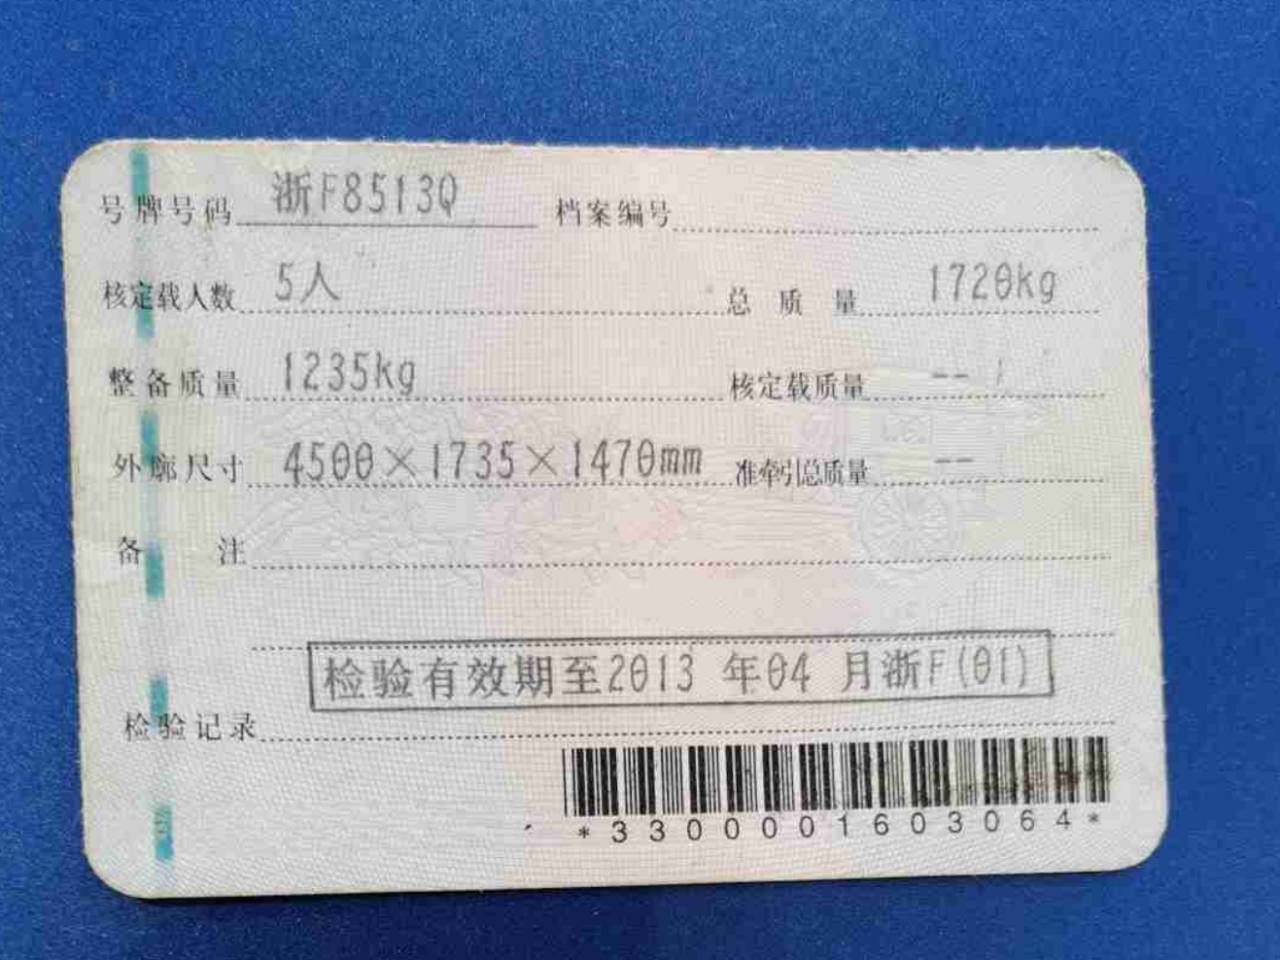 号牌号码 浙F8513Q 档案编号
核定载人数 5人 总质量 1720kg
整备质量 1235kg 核定载质量 --
外廓尺寸 4500×1735×1470mm 准牵引总质量 --
备注
检验有效期至2013 年04 月浙F(01)
检验记录
*3300001603064*